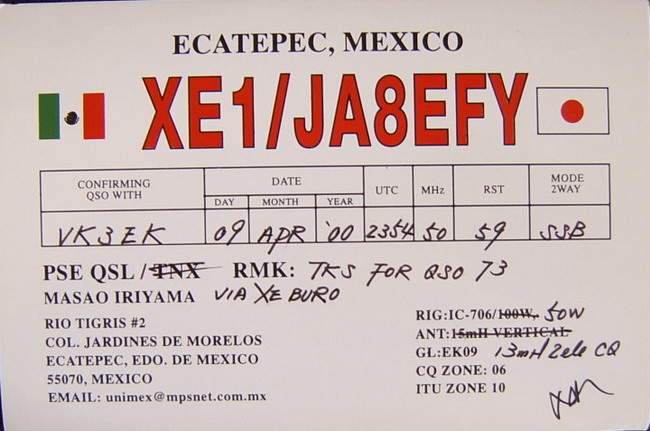 ECATEPEC, MEXICO
XE1/JA8EFY
CONFIRMING QSO WITH DATE UTC MHz RST MODE 2WAY
DAY MONTH YEAR
VK3EK 09 APR '00 2354 50 59 SSB
PSE QSL / TNX RMK: TKS FOR QSO 73
MASAO IRIYAMA VIA XE BURO
RIO TIGRIS #2
COL. JARDINES DE MORELOS
ECATEPEC, EDO. DE MEXICO
55070, MEXICO
EMAIL: unimex@mpsnet.com.mx
RIG:IC-706/100W, 50W
ANT:15mH VERTICAL
GL:EK09 13mH 2ele CQ
CQ ZONE: 06
ITU ZONE 10